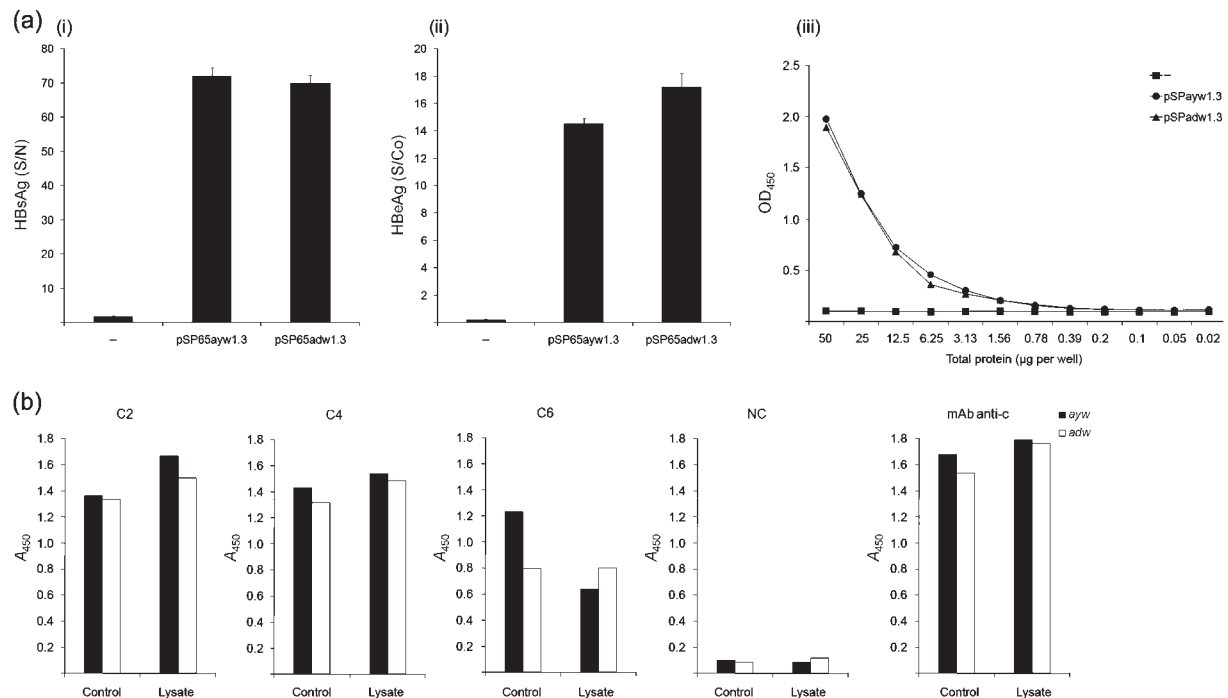 (a)
(i)
HBsAg (S/N)
80
70
60
50
40
30
20
10
–
pSP65ayw1.3
pSP65adw1.3
(ii)
HBeAg (S/Co)
20
18
16
14
12
10
8
6
4
2
–
pSP65ayw1.3
pSP65adw1.3
(iii)
OD450
2.5
2.0
1.5
1.0
0.5
–
pSPayw1.3
pSPadw1.3
50 25 12.5 6.25 3.13 1.56 0.78 0.39 0.2 0.1 0.05 0.02
Total protein (µg per well)
(b)
C2
A450
1.8
1.6
1.4
1.2
1.0
0.8
0.6
0.4
0.2
Control Lysate
C4
A450
1.8
1.6
1.4
1.2
1.0
0.8
0.6
0.4
0.2
Control Lysate
C6
A450
1.8
1.6
1.4
1.2
1.0
0.8
0.6
0.4
0.2
Control Lysate
NC
A450
1.8
1.6
1.4
1.2
1.0
0.8
0.6
0.4
0.2
Control Lysate
mAb anti-c
A450
1.8
1.6
1.4
1.2
1.0
0.8
0.6
0.4
0.2
Control Lysate
ayw
adw